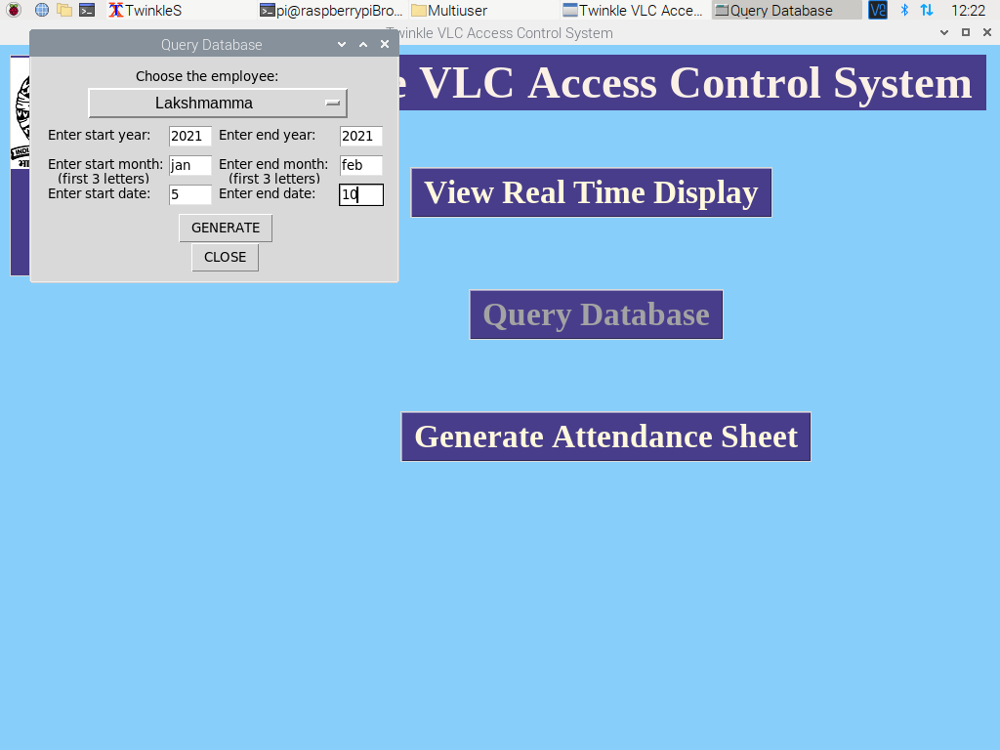 TwinkleS
pi@raspberrypiBro...
Multiuser
Twinkle VLC Acce...
Query Database
V2
12:22
Twinkle VLC Access Control System
Query Database
Choose the employee:
Lakshmamma
Enter start year: 2021 Enter end year: 2021
Enter start month: jan Enter end month: feb
(first 3 letters) (first 3 letters)
Enter start date: 5 Enter end date: 10
GENERATE
CLOSE
e VLC Access Control System
View Real Time Display
Query Database
Generate Attendance Sheet